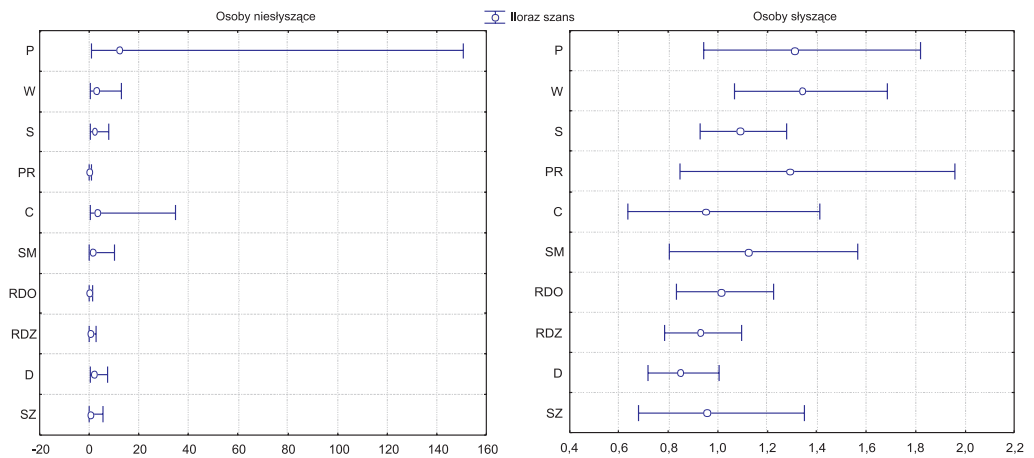 Osoby niesłyszące
Iloraz szans
Osoby słyszące
P
W
S
PR
C
SM
RDO
RDZ
D
SZ
-20 0 20 40 60 80 100 120 140 160
P
W
S
PR
C
SM
RDO
RDZ
D
SZ
0,4 0,6 0,8 1,0 1,2 1,4 1,6 1,8 2,0 2,2